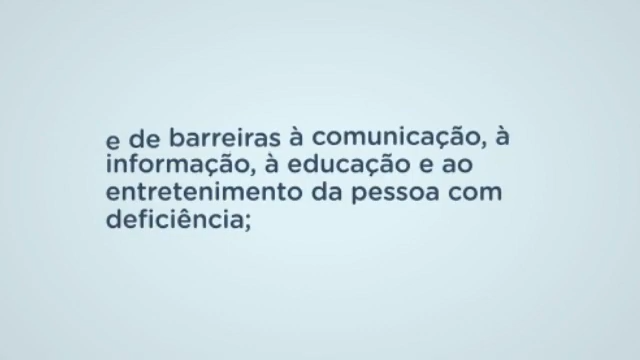 e de barreiras à comunicação, à
informação, à educação e ao
entretenimento da pessoa com
deficiência;